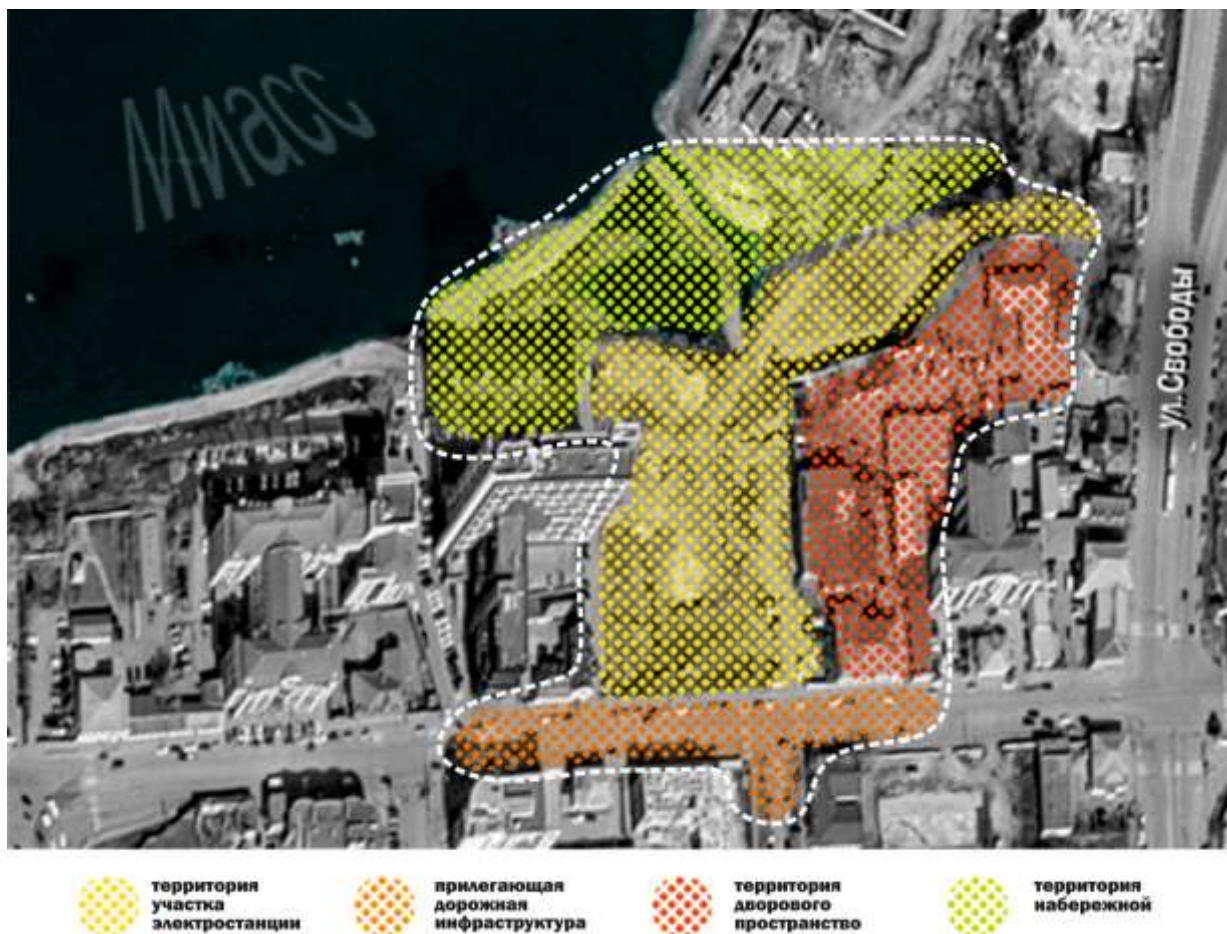 Миасс
ул.Свободы
территория
участка
электростанции
прилегающая
дорожная
инфраструктура
территория
дворового
пространство
территория
набережной